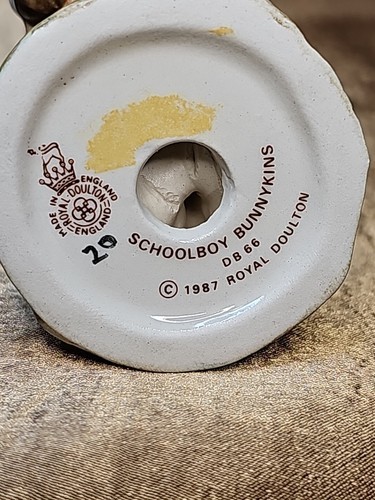 MADE IN ENGLAND
ROYAL DOULTON
ENGLAND
20
SCHOOLBOY BUNNYKINS
DB 66
© 1987 ROYAL DOULTON